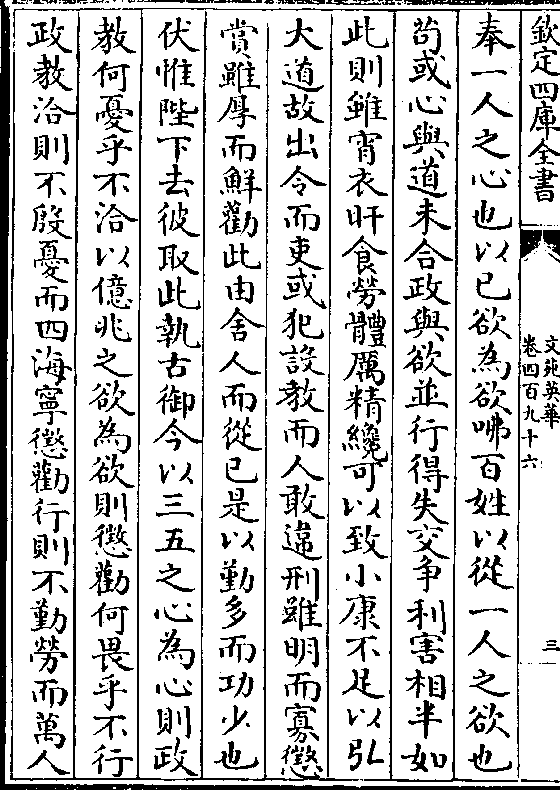 欽定四庫全書
文苑英華
卷四百九十六
三
奉一人之心也以已欲為欲咈百姓以從一人之欲也
茍或心與道未合政與欲並行得失交争利害相半如
此則雖宵衣旰食勞體厲精纔可以致小康不足以弘
大道故出令而吏或犯設教而人敢違刑雖明而寡懲
賞雖厚而鮮勸此由舍人而從已是以勤多而功少也
伏惟陛下去彼取此執古御今以三五之心為心則政
教何憂乎不洽以億兆之欲為欲則懲勸何畏乎不行
政教洽則不殷憂而四海寧懲勸行則不勤勞而萬人